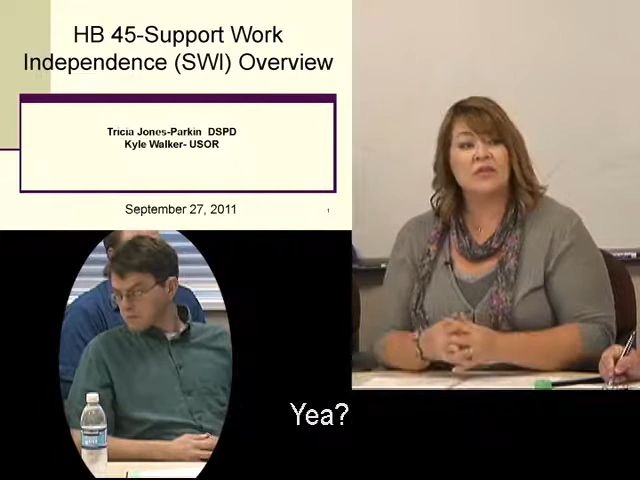 HB 45-Support Work
Independence (SWI) Overview
Tricia Jones-Parkin  DSPD
Kyle Walker- USOR
September 27, 2011
1
Yea?